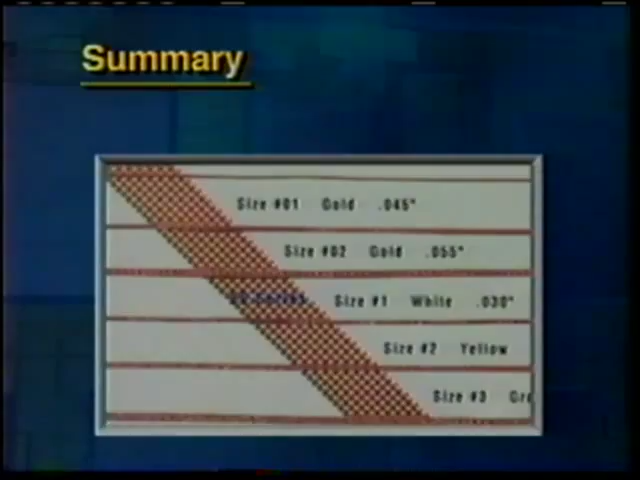 Summary
Size #01 Gold .045"
Size #02 Gold .055"
Size #1 White .030"
Size #2 Yellow
Size #3